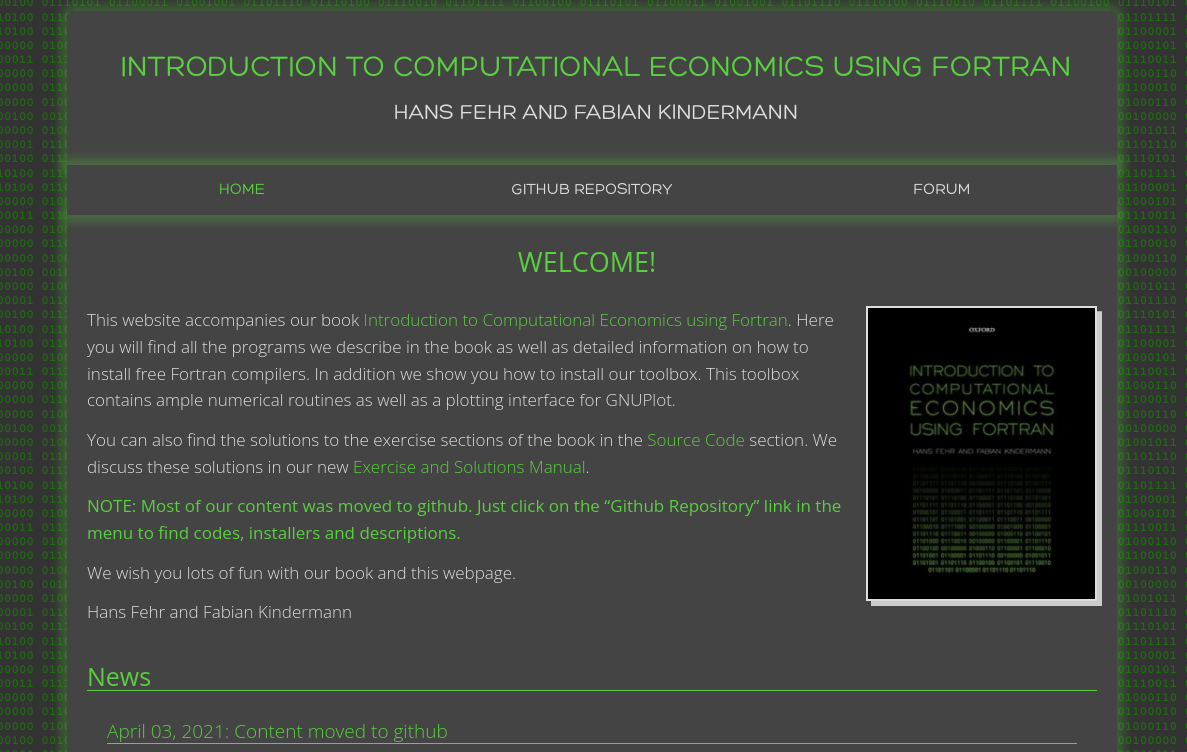 INTRODUCTION TO COMPUTATIONAL ECONOMICS USING FORTRAN
HANS FEHR AND FABIAN KINDERMANN
HOME
GITHUB REPOSITORY
FORUM
WELCOME!
This website accompanies our book Introduction to Computational Economics using Fortran. Here
you will find all the programs we describe in the book as well as detailed information on how to
install free Fortran compilers. In addition we show you how to install our toolbox. This toolbox
contains ample numerical routines as well as a plotting interface for GNUPlot.
You can also find the solutions to the exercise sections of the book in the Source Code section. We
discuss these solutions in our new Exercise and Solutions Manual.
NOTE: Most of our content was moved to github. Just click on the “Github Repository” link in the
menu to find codes, installers and descriptions.
We wish you lots of fun with our book and this webpage.
Hans Fehr and Fabian Kindermann
OXFORD
INTRODUCTION TO
COMPUTATIONAL
ECONOMICS
USING FORTRAN
HANS FEHR AND FABIAN KINDERMANN
News
April 03, 2021: Content moved to github